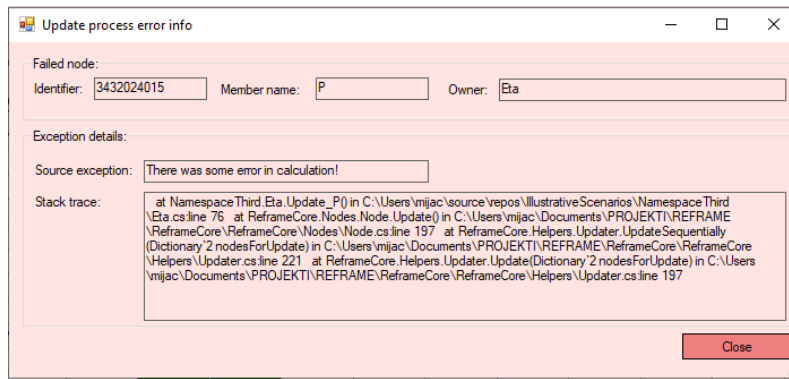 Update process error info
Failed node:
Identifier: 3432024015 Member name: P Owner: Eta
Exception details:
Source exception: There was some error in calculation!
Stack trace: at NamespaceThird.Eta.Update_P() in C:\Users\mijac\source\repos\IllustrativeScenarios\NamespaceThird
\Eta.cs:line 76 at ReframeCore.Nodes.Node.Update() in C:\Users\mijac\Documents\PROJEKTI\REFRAME
\ReframeCore\ReframeCore\Nodes\Node.cs:line 197 at ReframeCore.Helpers.Updater.UpdateSequentially
(Dictionary`2 nodesForUpdate) in C:\Users\mijac\Documents\PROJEKTI\REFRAME\ReframeCore\ReframeCore
\Helpers\Updater.cs:line 221 at ReframeCore.Helpers.Updater.Update(Dictionary`2 nodesForUpdate) in C:\Users
\mijac\Documents\PROJEKTI\REFRAME\ReframeCore\ReframeCore\Helpers\Updater.cs:line 197
Close